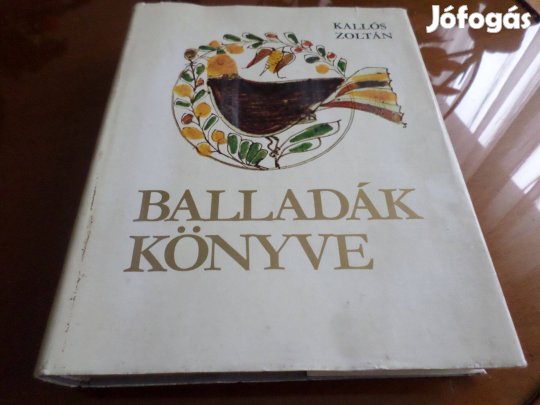 Jófogás
KALLÓS
ZOLTÁN
BALLADÁK
KÖNYVE